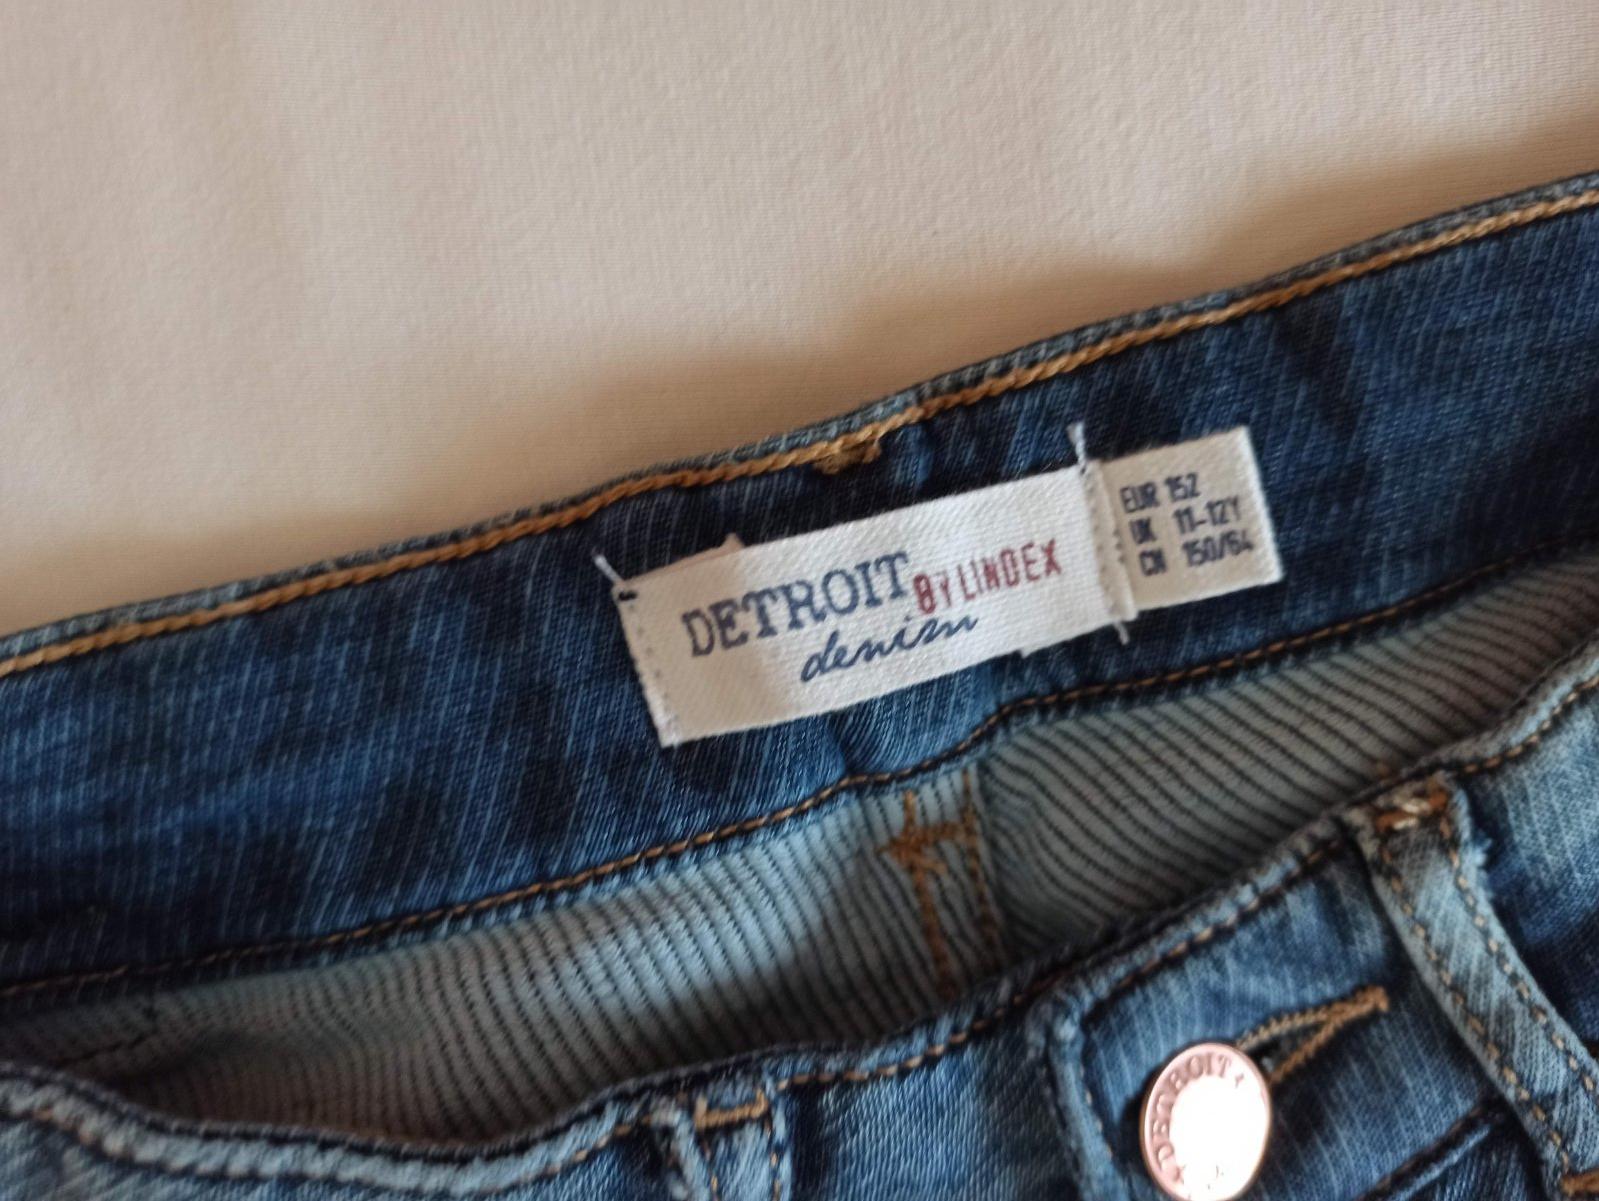 DETROIT BY LINDEX
denim
EUR 152
UK 11-12Y
CN 150/64
DETROIT